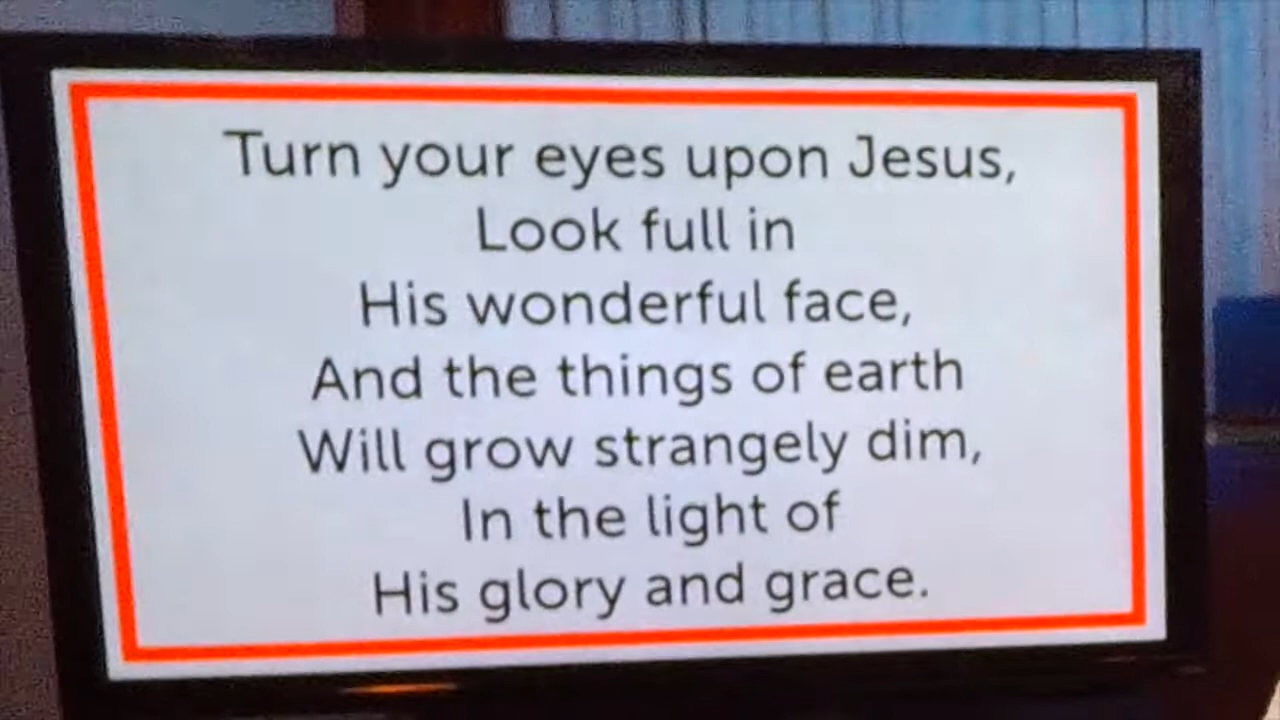 Turn your eyes upon Jesus,
Look full in
His wonderful face,
And the things of earth
Will grow strangely dim,
In the light of
His glory and grace.